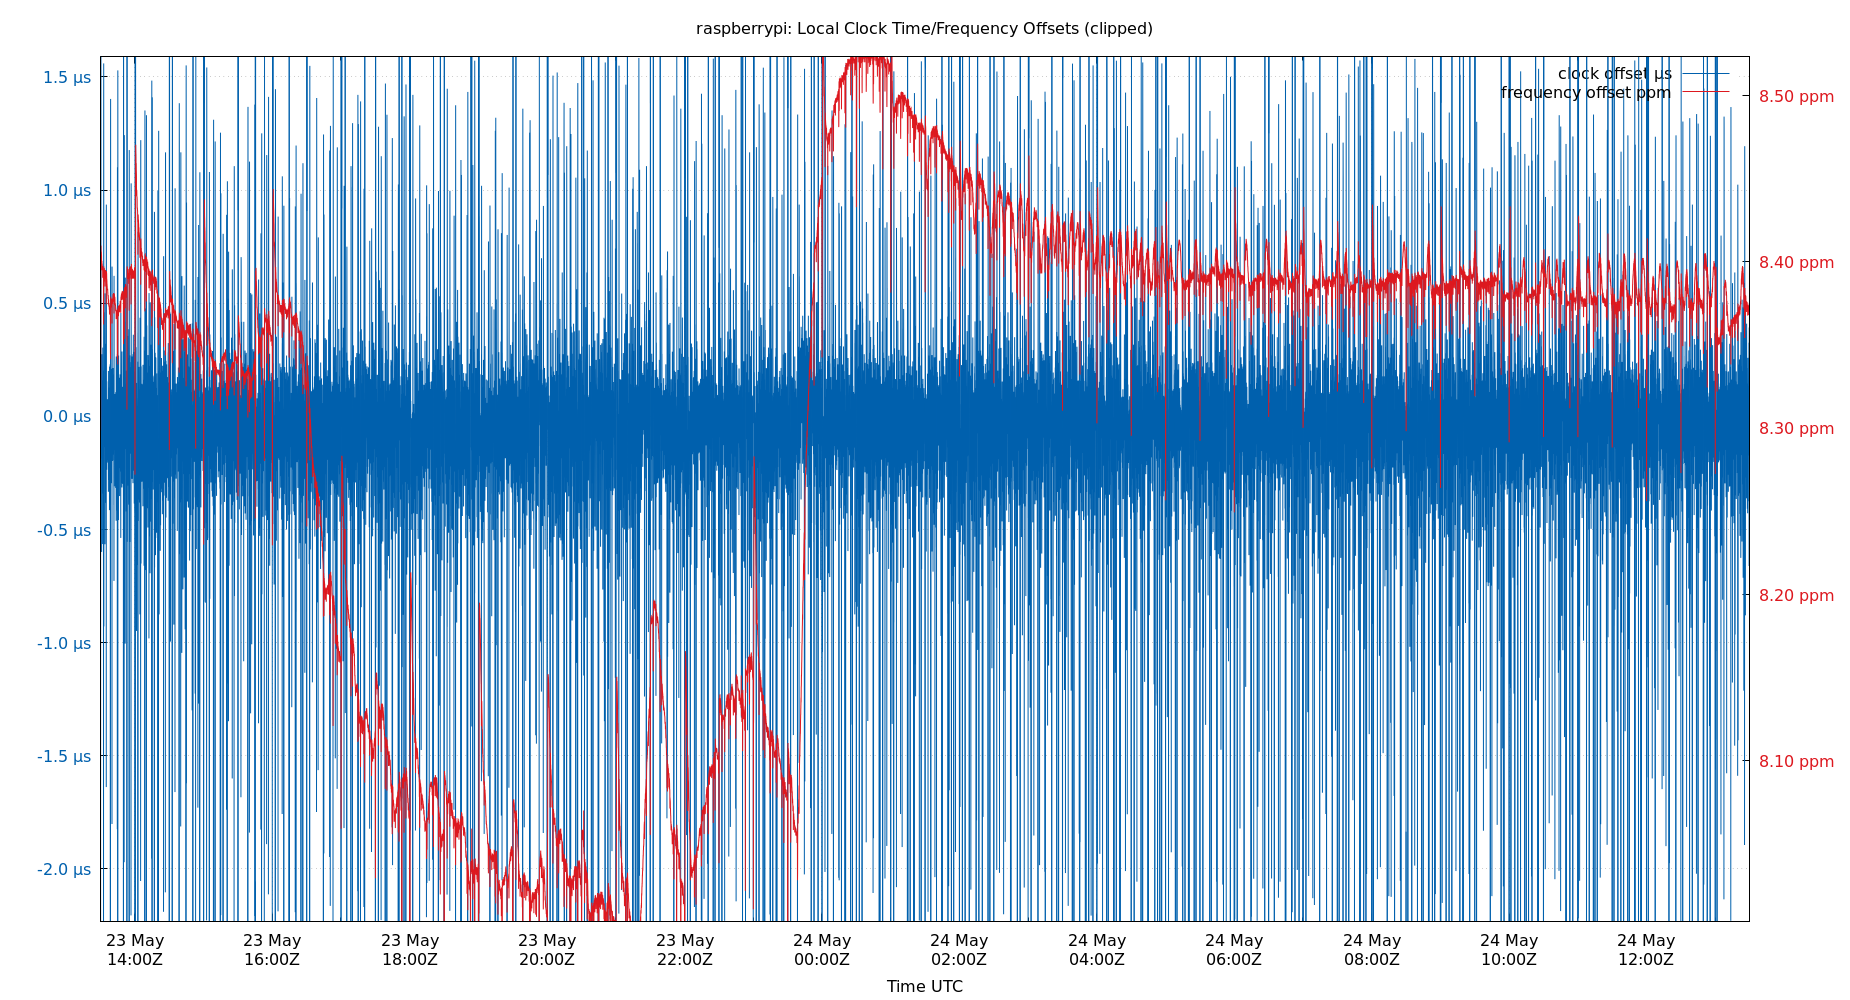 raspberrypi: Local Clock Time/Frequency Offsets (clipped)
clock offset µs
frequency offset ppm
1.5 µs
1.0 µs
0.5 µs
0.0 µs
-0.5 µs
-1.0 µs
-1.5 µs
-2.0 µs
8.50 ppm
8.40 ppm
8.30 ppm
8.20 ppm
8.10 ppm
23 May 23 May 23 May 23 May 23 May 24 May 24 May 24 May 24 May 24 May 24 May 24 May
14:00Z 16:00Z 18:00Z 20:00Z 22:00Z 00:00Z 02:00Z 04:00Z 06:00Z 08:00Z 10:00Z 12:00Z
Time UTC